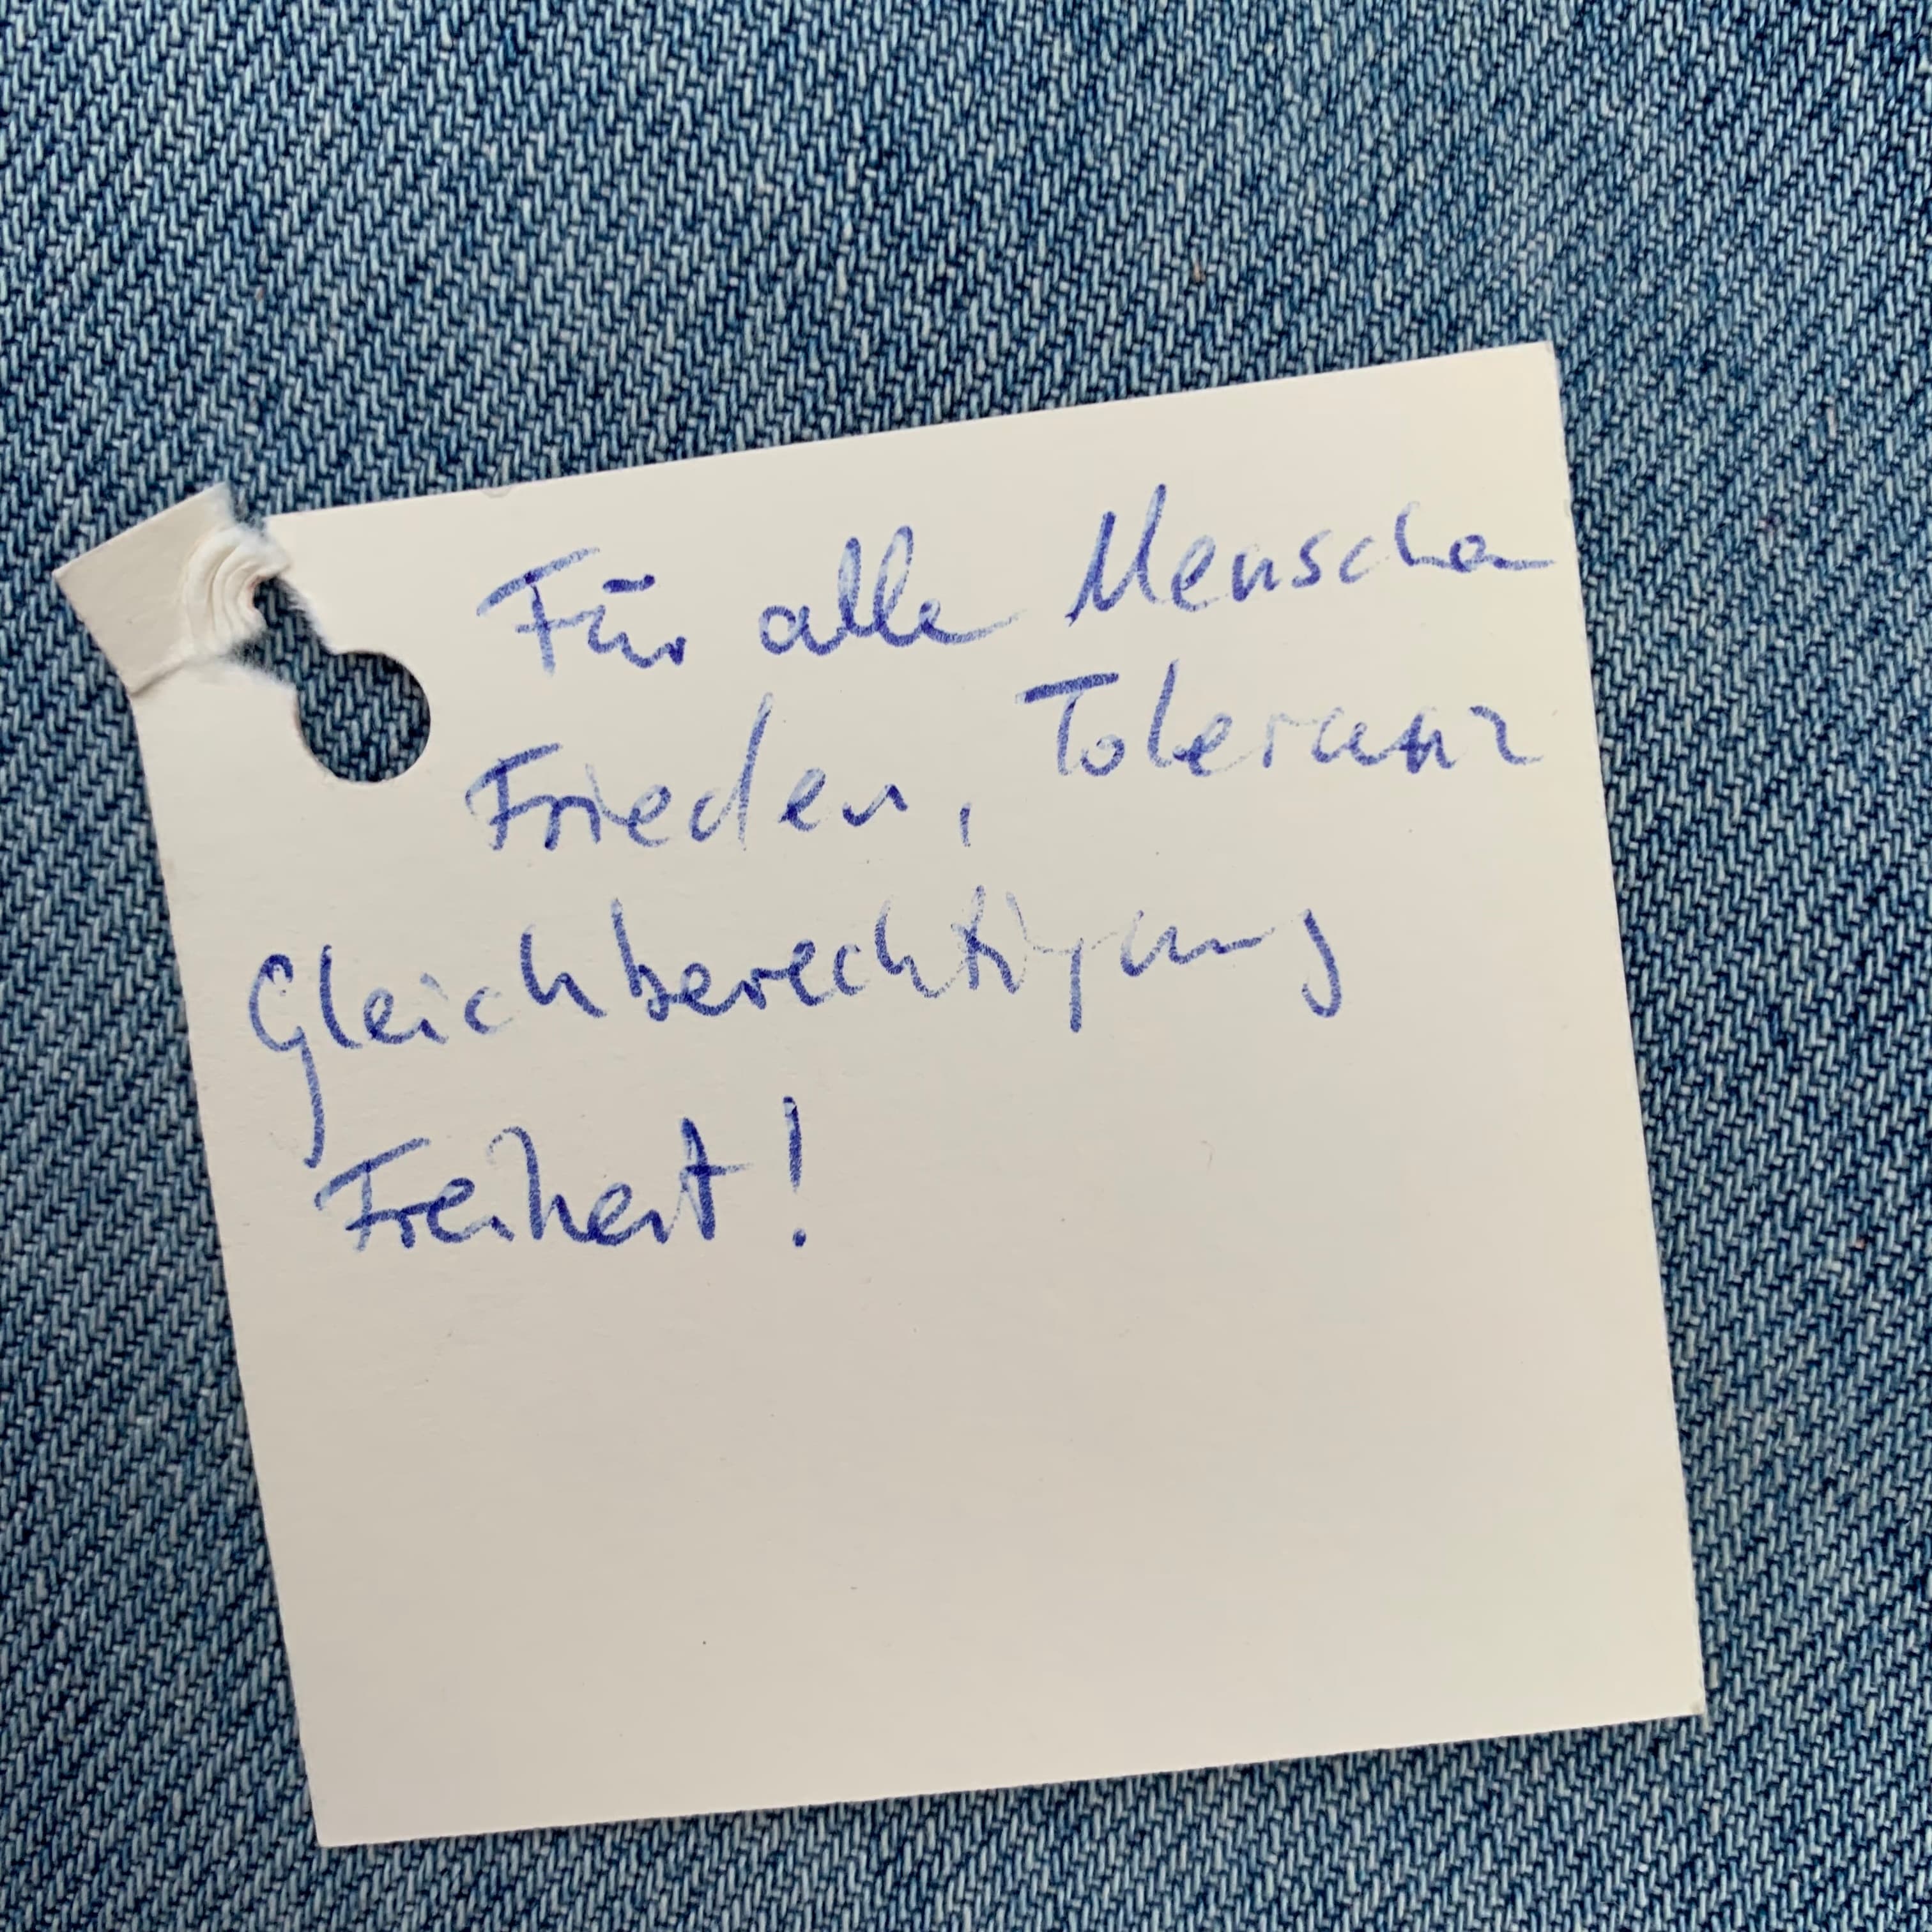 Für alle Menschen
Frieden, Toleranz
Gleichberechtigung
Freiheit!